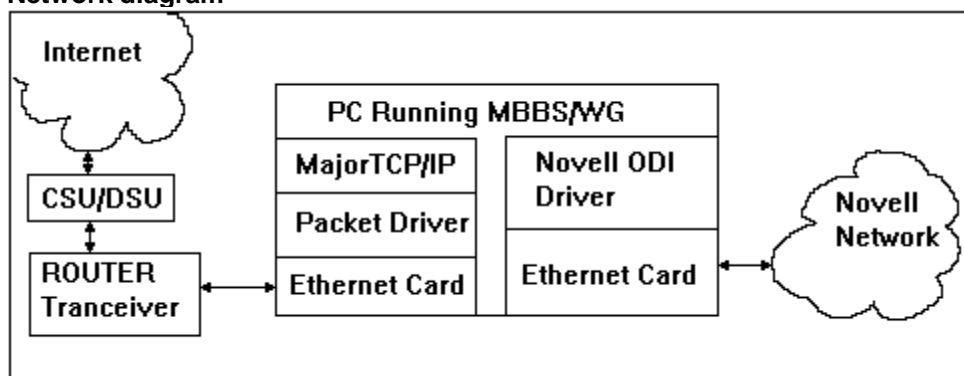 Network diagram
Internet
CSU/DSU
ROUTER
Tranceiver
PC Running MBBS/WG
MajorTCP/IP
Packet Driver
Ethernet Card
Novell ODI
Driver
Ethernet Card
Novell
Network